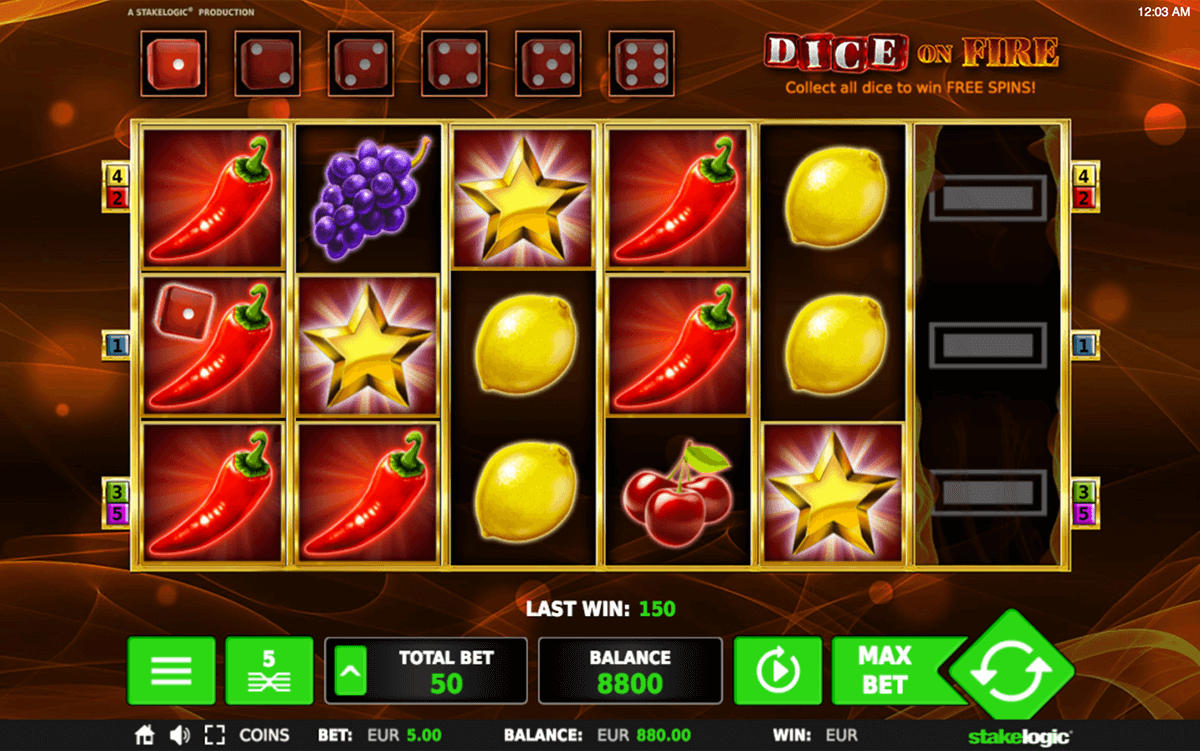 A STAKELOGIC® PRODUCTION
12:03 AM
DICE ON FIRE
Collect all dice to win FREE SPINS!
4
2
4
2
1
1
3
5
3
5
LAST WIN: 150
5
TOTAL BET
50
BALANCE
8800
MAX
BET
COINS BET: EUR 5.00 BALANCE: EUR 880.00 WIN: EUR stakelogic®